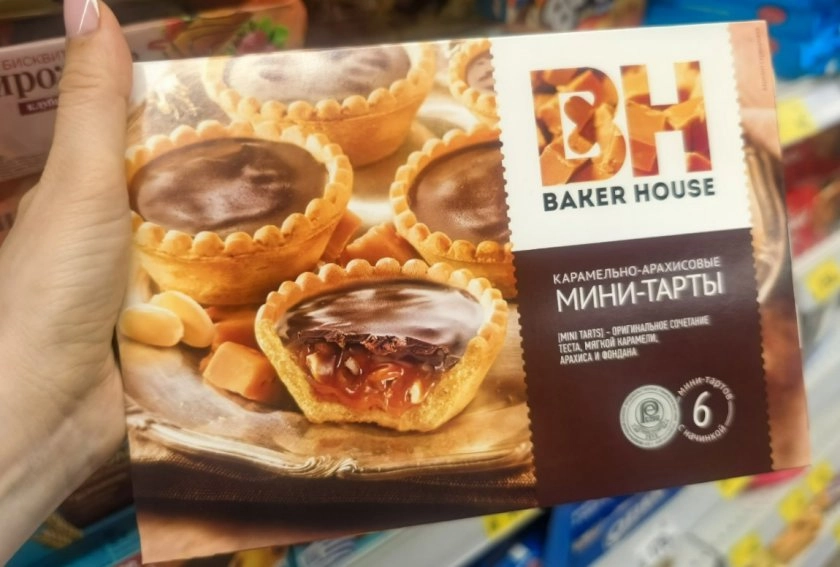 БИСКВИТ
BH
BAKER HOUSE
КАРАМЕЛЬНО-АРАХИСОВЫЕ
МИНИ-ТАРТЫ
[MINI TARTS] - ОРИГИНАЛЬНОЕ СОЧЕТАНИЕ
ТЕСТА, МЯГКОЙ КАРАМЕЛИ,
АРАХИСА И ФОНДАНА
МИНИ-ТАРТОВ
6
С НАЧИНКОЙ